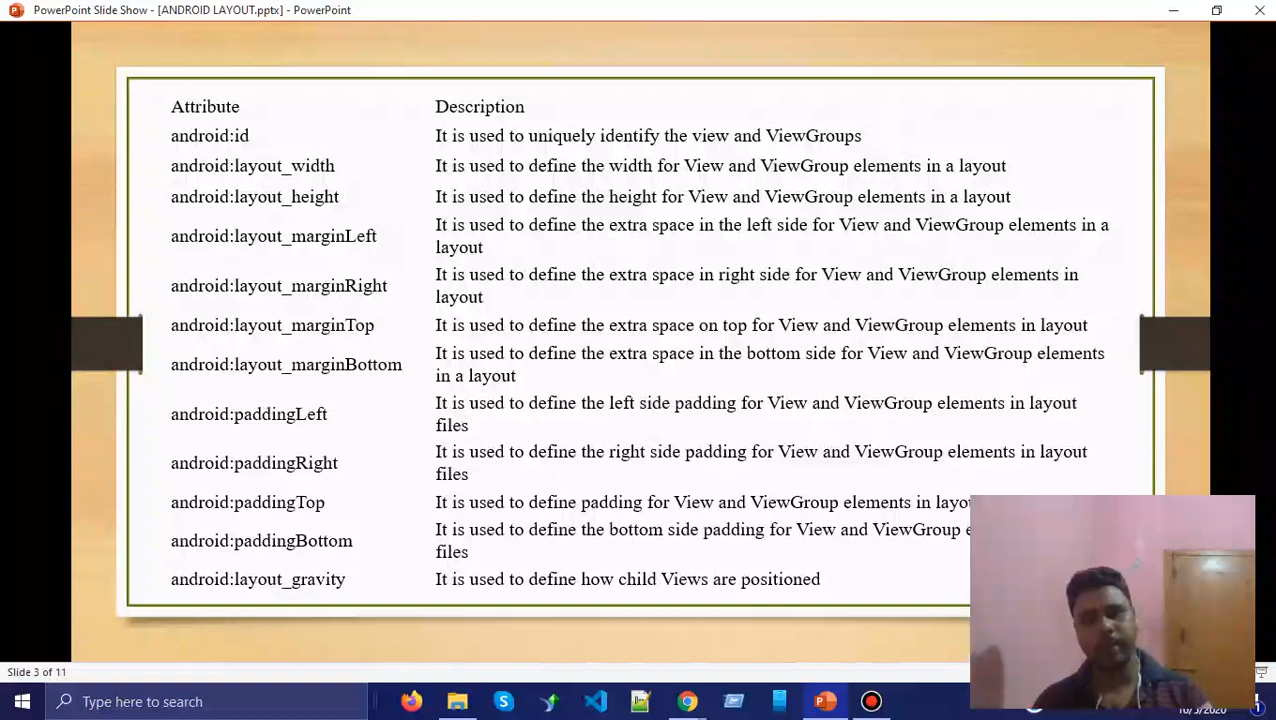 PowerPoint Slide Show - [ANDROID LAYOUT.pptx] - PowerPoint
Attribute Description
android:id It is used to uniquely identify the view and ViewGroups
android:layout_width It is used to define the width for View and ViewGroup elements in a layout
android:layout_height It is used to define the height for View and ViewGroup elements in a layout
android:layout_marginLeft It is used to define the extra space in the left side for View and ViewGroup elements in a
layout
android:layout_marginRight It is used to define the extra space in right side for View and ViewGroup elements in
layout
android:layout_marginTop It is used to define the extra space on top for View and ViewGroup elements in layout
android:layout_marginBottom It is used to define the extra space in the bottom side for View and ViewGroup elements
in a layout
android:paddingLeft It is used to define the left side padding for View and ViewGroup elements in layout
files
android:paddingRight It is used to define the right side padding for View and ViewGroup elements in layout
files
android:paddingTop It is used to define padding for View and ViewGroup elements in
android:paddingBottom It is used to define the bottom side padding for View and ViewGroup
files
android:layout_gravity It is used to define how child Views are positioned
Slide 3 of 11
Type here to search